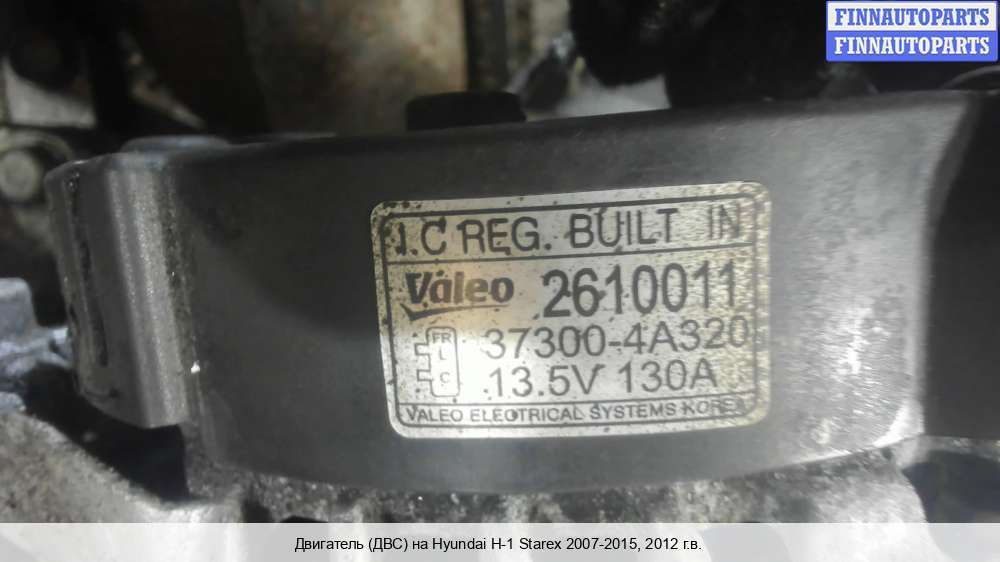 FINNAUTOPARTS
FINNAUTOPARTS
I.C REG. BUILT IN
Valeo 2610011
FR 37300-4A320
L
C 13.5V 130A
VALEO ELECTRICAL SYSTEMS KOREA
Двигатель (ДВС) на Hyundai H-1 Starex 2007-2015, 2012 г.в.